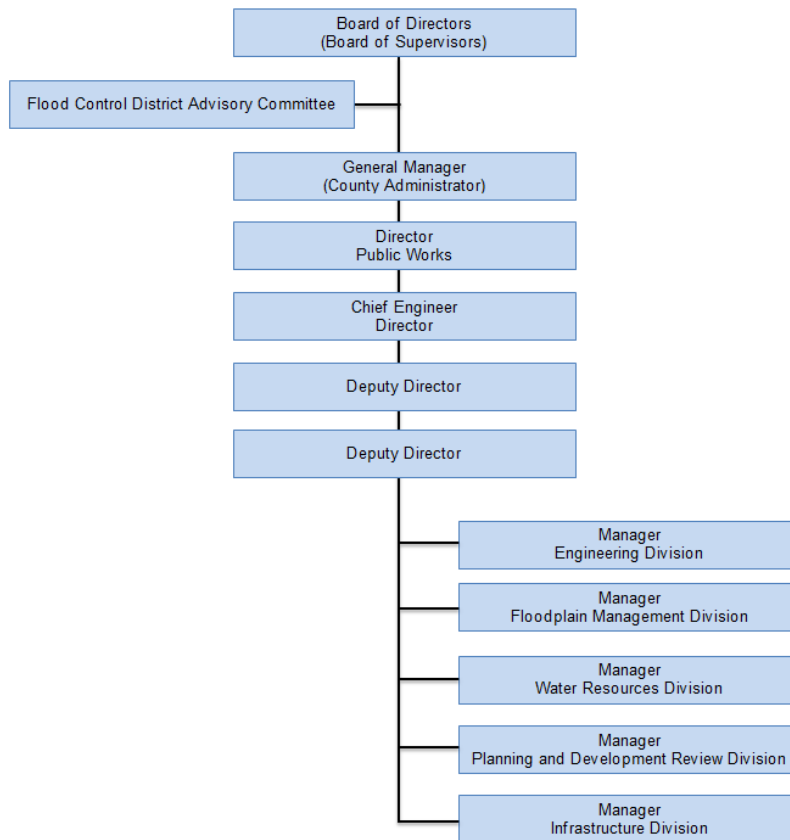 Board of Directors
(Board of Supervisors)
Flood Control District Advisory Committee
General Manager
(County Administrator)
Director
Public Works
Chief Engineer
Director
Deputy Director
Deputy Director
Manager
Engineering Division
Manager
Floodplain Management Division
Manager
Water Resources Division
Manager
Planning and Development Review Division
Manager
Infrastructure Division